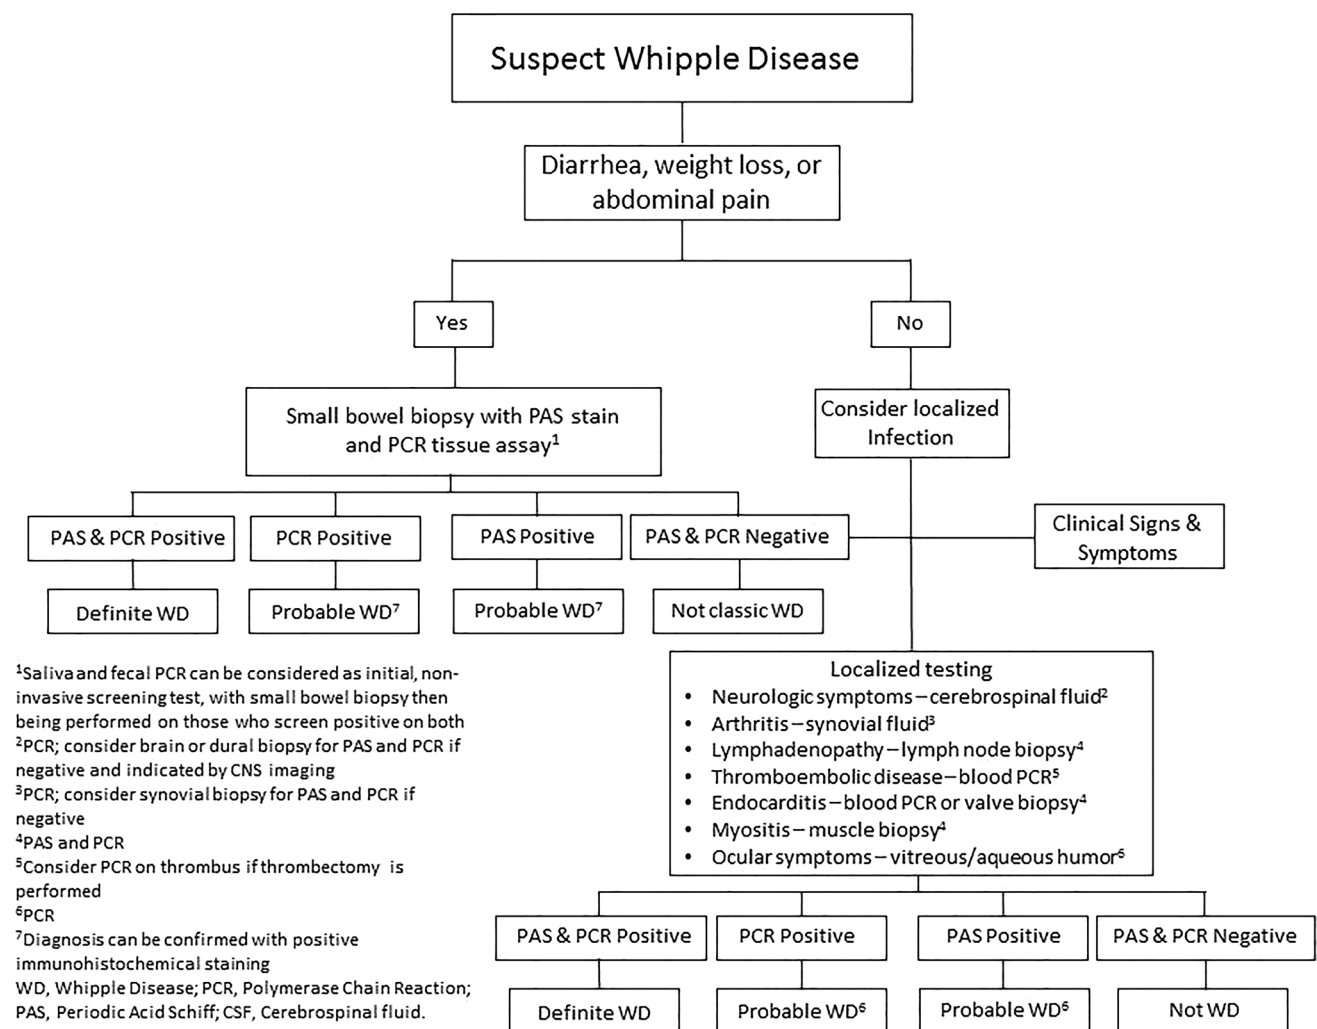 Suspect Whipple Disease
Diarrhea, weight loss, or
abdominal pain
Yes
No
Small bowel biopsy with PAS stain
and PCR tissue assay¹
Consider localized
Infection
PAS & PCR Positive
PCR Positive
PAS Positive
PAS & PCR Negative
Clinical Signs &
Symptoms
Definite WD
Probable WD⁷
Probable WD⁷
Not classic WD
Localized testing
• Neurologic symptoms – cerebrospinal fluid²
• Arthritis – synovial fluid³
• Lymphadenopathy – lymph node biopsy⁴
• Thromboembolic disease – blood PCR⁵
• Endocarditis – blood PCR or valve biopsy⁴
• Myositis – muscle biopsy⁴
• Ocular symptoms – vitreous/aqueous humor⁶
PAS & PCR Positive
PCR Positive
PAS Positive
PAS & PCR Negative
Definite WD
Probable WD⁶
Probable WD⁶
Not WD
¹Saliva and fecal PCR can be considered as initial, non-
invasive screening test, with small bowel biopsy then
being performed on those who screen positive on both
²PCR; consider brain or dural biopsy for PAS and PCR if
negative and indicated by CNS imaging
³PCR; consider synovial biopsy for PAS and PCR if
negative
⁴PAS and PCR
⁵Consider PCR on thrombus if thrombectomy is
performed
⁶PCR
⁷Diagnosis can be confirmed with positive
immunohistochemical staining
WD, Whipple Disease; PCR, Polymerase Chain Reaction;
PAS, Periodic Acid Schiff; CSF, Cerebrospinal fluid.